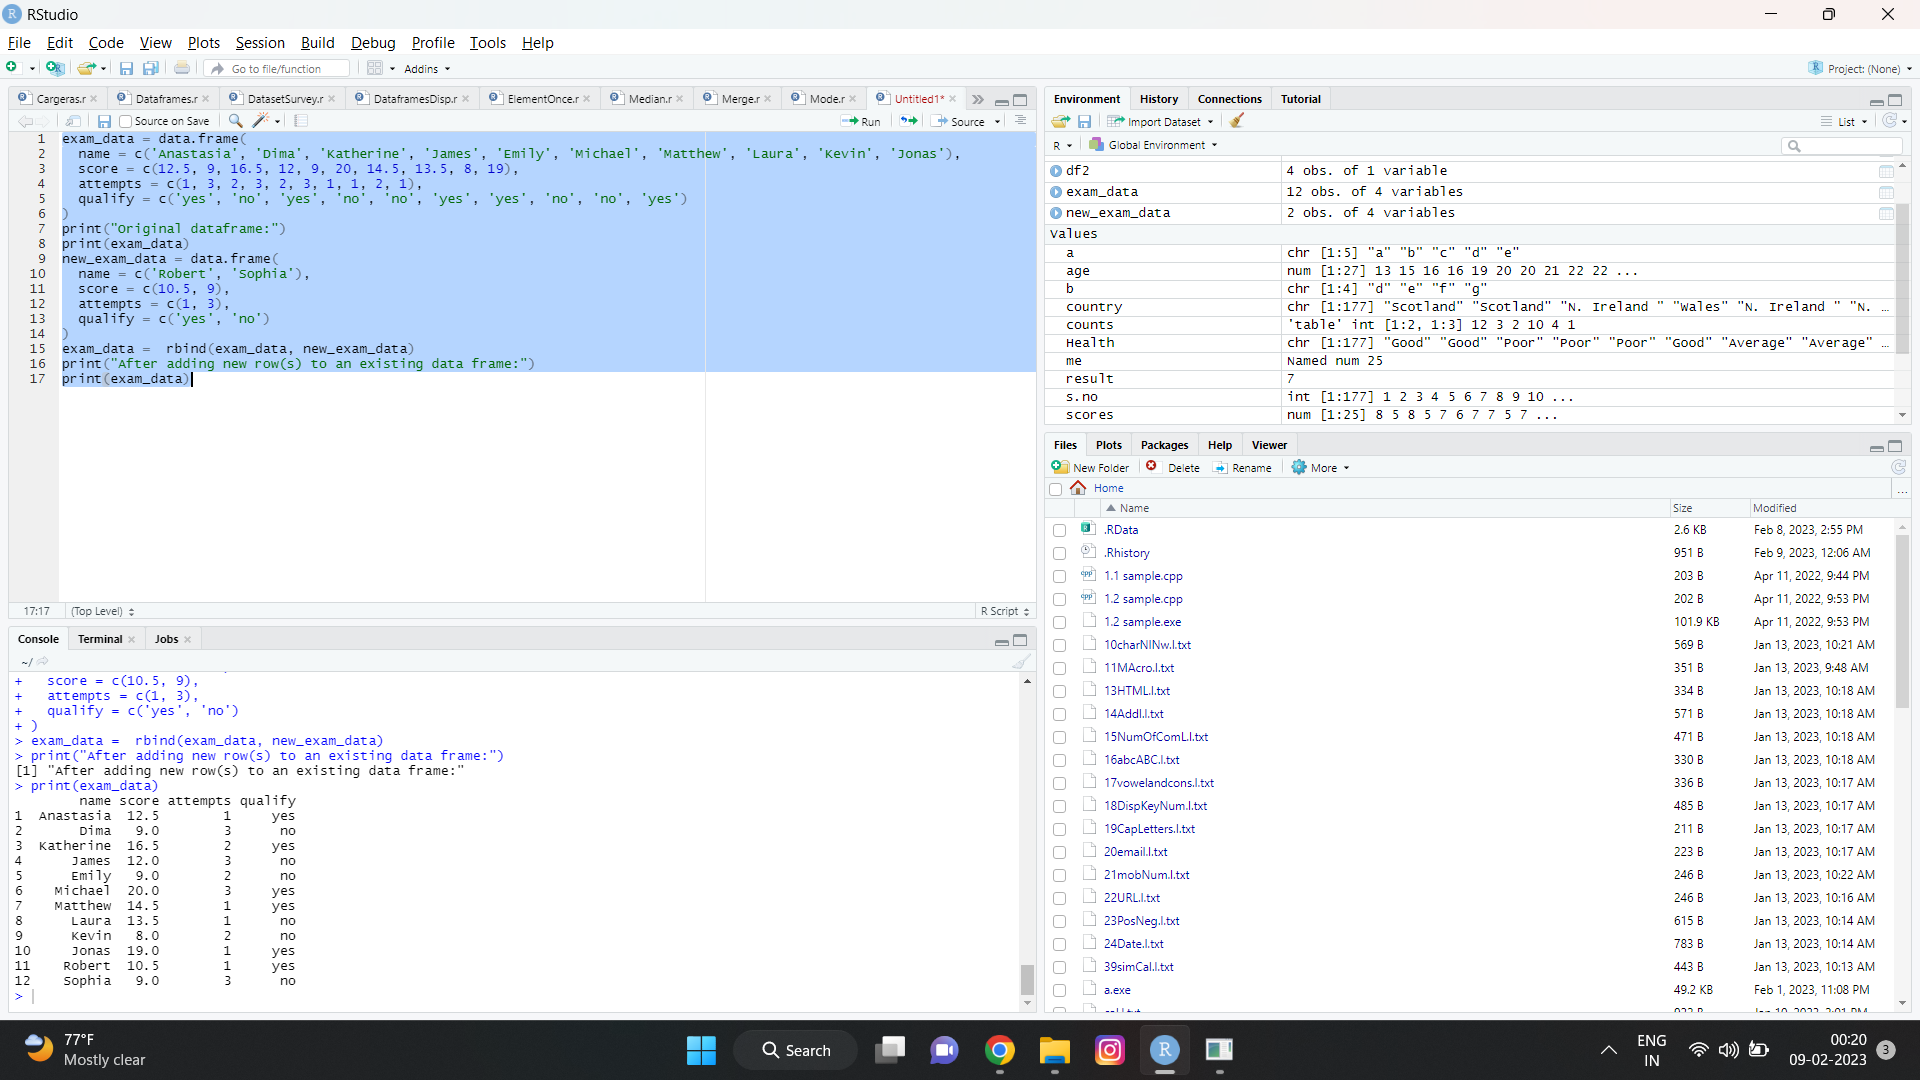 RStudio
File Edit Code View Plots Session Build Debug Profile Tools Help
Go to file/function Addins Project: (None)
Cargeras.r Dataframes.r DatasetSurvey.r DataframesDisp.r ElementOnce.r Median.r Merge.r Mode.r Untitled1*
Source on Save Run Source
1 exam_data = data.frame(
2 name = c('Anastasia', 'Dima', 'Katherine', 'James', 'Emily', 'Michael', 'Matthew', 'Laura', 'Kevin', 'Jonas'),
3 score = c(12.5, 9, 16.5, 12, 9, 20, 14.5, 13.5, 8, 19),
4 attempts = c(1, 3, 2, 3, 2, 3, 1, 1, 2, 1),
5 qualify = c('yes', 'no', 'yes', 'no', 'no', 'yes', 'yes', 'no', 'no', 'yes')
6 )
7 print("Original dataframe:")
8 print(exam_data)
9 new_exam_data = data.frame(
10 name = c('Robert', 'Sophia'),
11 score = c(10.5, 9),
12 attempts = c(1, 3),
13 qualify = c('yes', 'no')
14 )
15 exam_data =  rbind(exam_data, new_exam_data)
16 print("After adding new row(s) to an existing data frame:")
17 print(exam_data)
17:17 (Top Level) R Script
Console Terminal Jobs
~/
+ score = c(10.5, 9),
+ attempts = c(1, 3),
+ qualify = c('yes', 'no')
+ )
> exam_data =  rbind(exam_data, new_exam_data)
> print("After adding new row(s) to an existing data frame:")
[1] "After adding new row(s) to an existing data frame:"
> print(exam_data)
name score attempts qualify
1 Anastasia 12.5 1 yes
2 Dima 9.0 3 no
3 Katherine 16.5 2 yes
4 James 12.0 3 no
5 Emily 9.0 2 no
6 Michael 20.0 3 yes
7 Matthew 14.5 1 yes
8 Laura 13.5 1 no
9 Kevin 8.0 2 no
10 Jonas 19.0 1 yes
11 Robert 10.5 1 yes
12 Sophia 9.0 3 no
>
Environment History Connections Tutorial
Import Dataset List
R Global Environment
df2 4 obs. of 1 variable
exam_data 12 obs. of 4 variables
new_exam_data 2 obs. of 4 variables
Values
a chr [1:5] "a" "b" "c" "d" "e"
age num [1:27] 13 15 16 16 19 20 20 21 22 22 ...
b chr [1:4] "d" "e" "f" "g"
country chr [1:177] "Scotland" "Scotland" "N. Ireland " "Wales" "N. Ireland " "N. …
counts 'table' int [1:2, 1:3] 12 3 2 10 4 1
Health chr [1:177] "Good" "Good" "Poor" "Poor" "Poor" "Good" "Average" "Average" …
me Named num 25
result 7
s.no int [1:177] 1 2 3 4 5 6 7 8 9 10 ...
scores num [1:25] 8 5 8 5 7 6 7 7 5 7 ...
Files Plots Packages Help Viewer
New Folder Delete Rename More
Home ...
Name Size Modified
.RData 2.6 KB Feb 8, 2023, 2:55 PM
.Rhistory 951 B Feb 9, 2023, 12:06 AM
1.1 sample.cpp 203 B Apr 11, 2022, 9:44 PM
1.2 sample.cpp 202 B Apr 11, 2022, 9:53 PM
1.2 sample.exe 101.9 KB Apr 11, 2022, 9:53 PM
10charNlNw.l.txt 569 B Jan 13, 2023, 10:21 AM
11MAcro.l.txt 351 B Jan 13, 2023, 9:48 AM
13HTML.l.txt 334 B Jan 13, 2023, 10:18 AM
14Addl.l.txt 571 B Jan 13, 2023, 10:18 AM
15NumOfComL.l.txt 471 B Jan 13, 2023, 10:18 AM
16abcABC.l.txt 330 B Jan 13, 2023, 10:18 AM
17vowelandcons.l.txt 336 B Jan 13, 2023, 10:17 AM
18DispKeyNum.l.txt 485 B Jan 13, 2023, 10:17 AM
19CapLetters.l.txt 211 B Jan 13, 2023, 10:17 AM
20email.l.txt 223 B Jan 13, 2023, 10:17 AM
21mobNum.l.txt 246 B Jan 13, 2023, 10:22 AM
22URL.l.txt 246 B Jan 13, 2023, 10:16 AM
23PosNeg.l.txt 615 B Jan 13, 2023, 10:14 AM
24Date.l.txt 783 B Jan 13, 2023, 10:14 AM
39simCal.l.txt 443 B Jan 13, 2023, 10:13 AM
a.exe 49.2 KB Feb 1, 2023, 11:08 PM
77°F
Mostly clear
Search
ENG
IN
00:20
09-02-2023
3